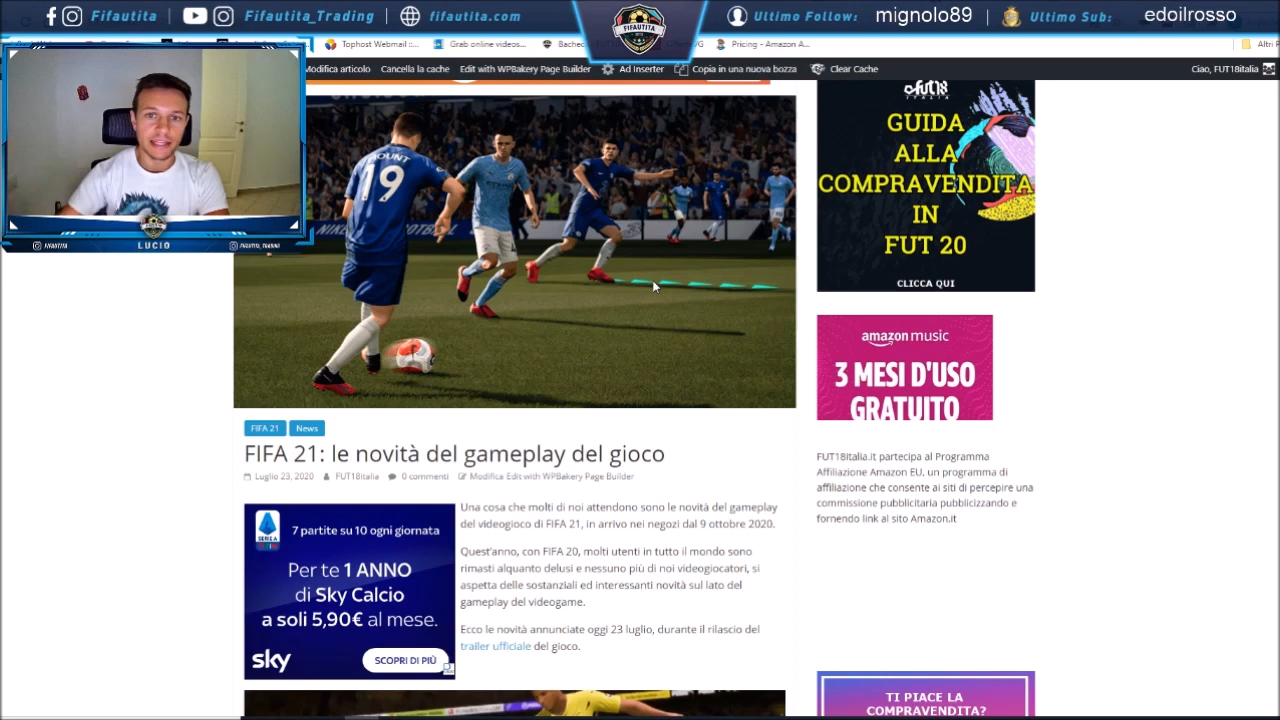 Fifautita | Fifautita_Trading | fifautita.com
FIFAUTITA
Ultimo Follow: mignolo89 | Ultimo Sub: edoilrosso
Tophost Webmail ::... Grab online videos... Pricing - Amazon A... Altri P
Modifica articolo Cancella la cache Edit with WPBakery Page Builder Ad Inserter Copia in una nuova bozza Clear Cache Ciao, FUT18italia
MOUNT
19
FIFAUTITA LUCIO FIFAUTITA_TRADING
fUT18
ITALIA
GUIDA
ALLA
COMPRAVENDITA
IN
FUT 20
CLICCA QUI
amazon music
3 MESI D'USO
GRATUITO
FIFA 21 News
FIFA 21: le novità del gameplay del gioco
Luglio 23, 2020 FUT18italia 0 commenti Modifica Edit with WPBakery Page Builder
SERIE A
TIM
7 partite su 10 ogni giornata
Per te 1 ANNO
di Sky Calcio
a soli 5,90€ al mese.
sky SCOPRI DI PIÙ
Una cosa che molti di noi attendono sono le novità del gameplay
del videogioco di FIFA 21, in arrivo nei negozi dal 9 ottobre 2020.
Quest'anno, con FIFA 20, molti utenti in tutto il mondo sono
rimasti alquanto delusi e nessuno più di noi videogiocatori, si
aspetta delle sostanziali ed interessanti novità sul lato del
gameplay del videogame.
Ecco le novità annunciate oggi 23 luglio, durante il rilascio del
trailer ufficiale del gioco.
FUT18Italia.it partecipa al Programma
Affiliazione Amazon EU, un programma di
affiliazione che consente ai siti di percepire una
commissione pubblicitaria pubblicizzando e
fornendo link al sito Amazon.it
TI PIACE LA
COMPRAVENDITA?